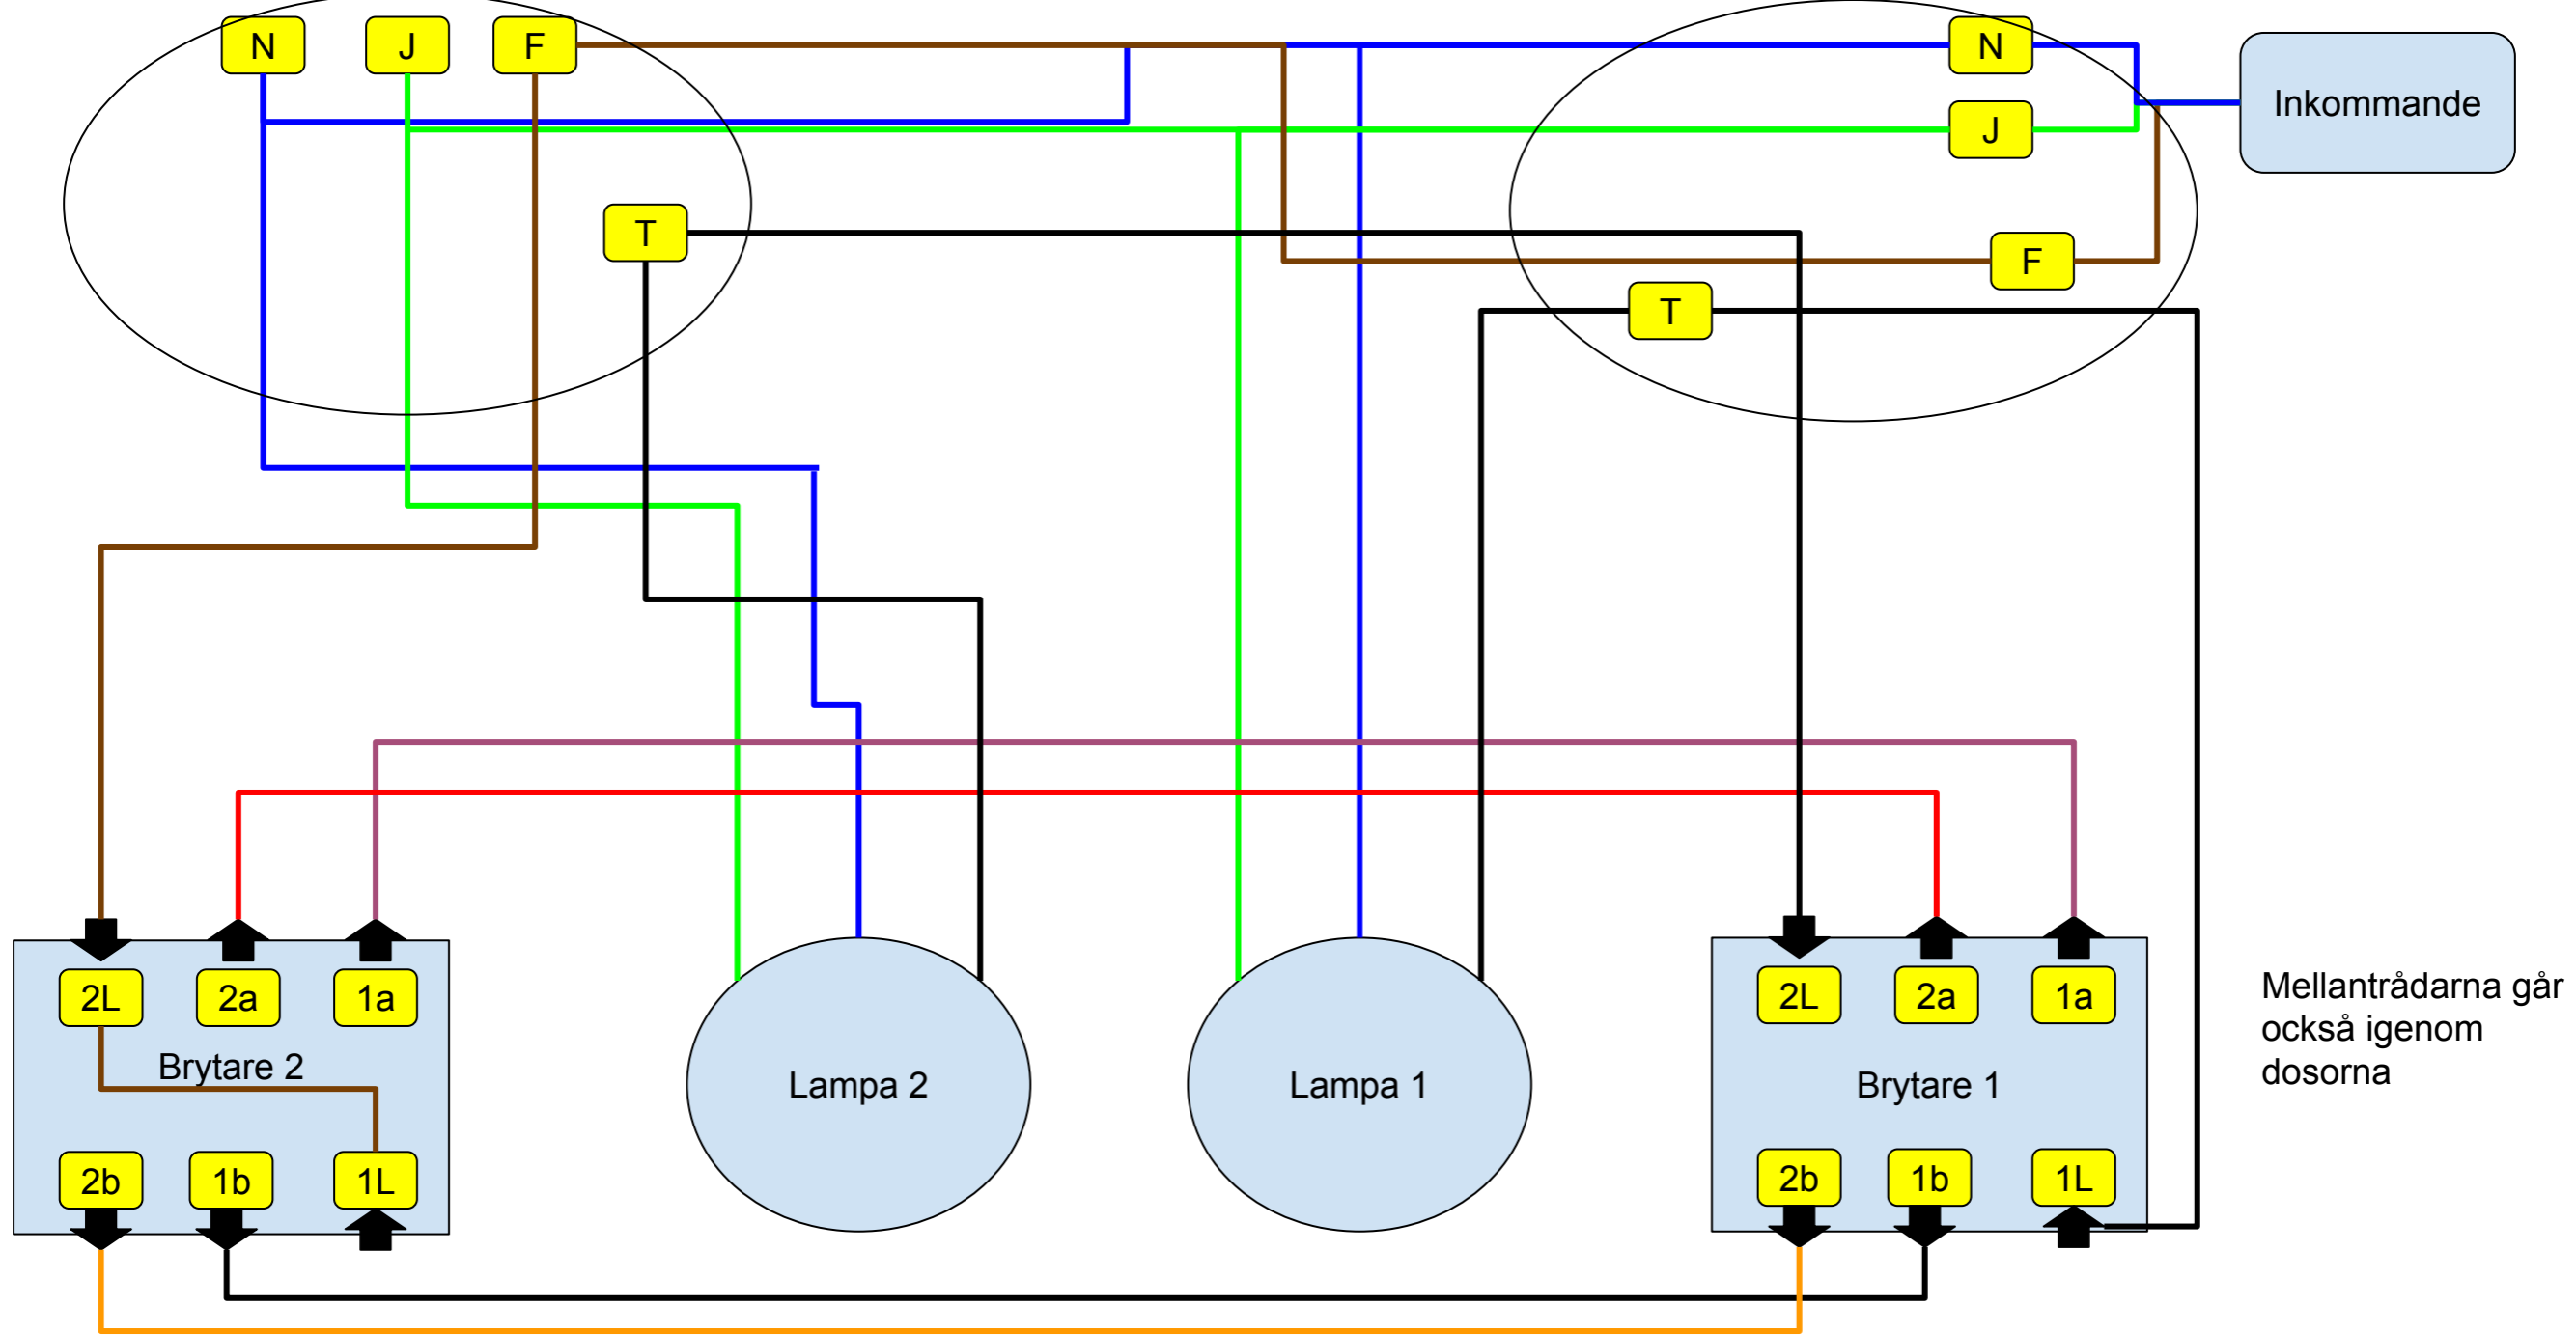 N
J
F
N
Inkommande
J
T
F
T
2L
2a
1a
2L
2a
1a
Mellantrådarna går
också igenom
dosorna
Brytare 2
Lampa 2
Lampa 1
Brytare 1
2b
1b
1L
2b
1b
1L